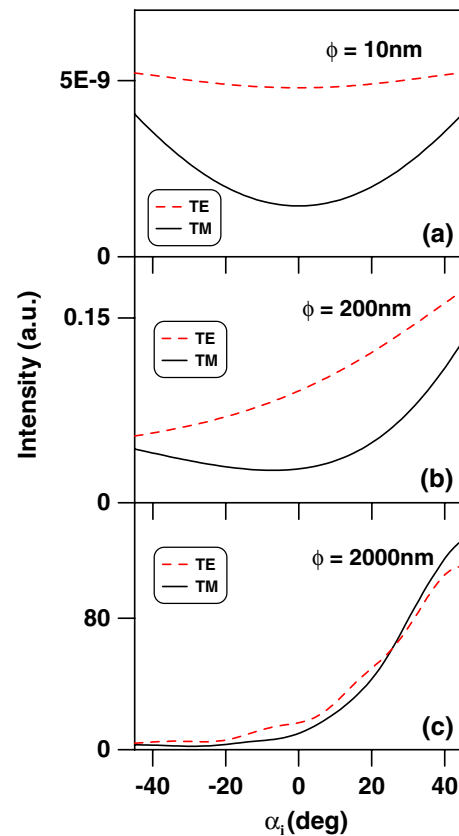 ϕ = 10nm
5E-9
TE
TM
(a)
0
Intensity (a.u.)
0.15
ϕ = 200nm
TE
TM
(b)
0
TE
TM
ϕ = 2000nm
80
(c)
0
-40 -20 0 20 40
αi(deg)